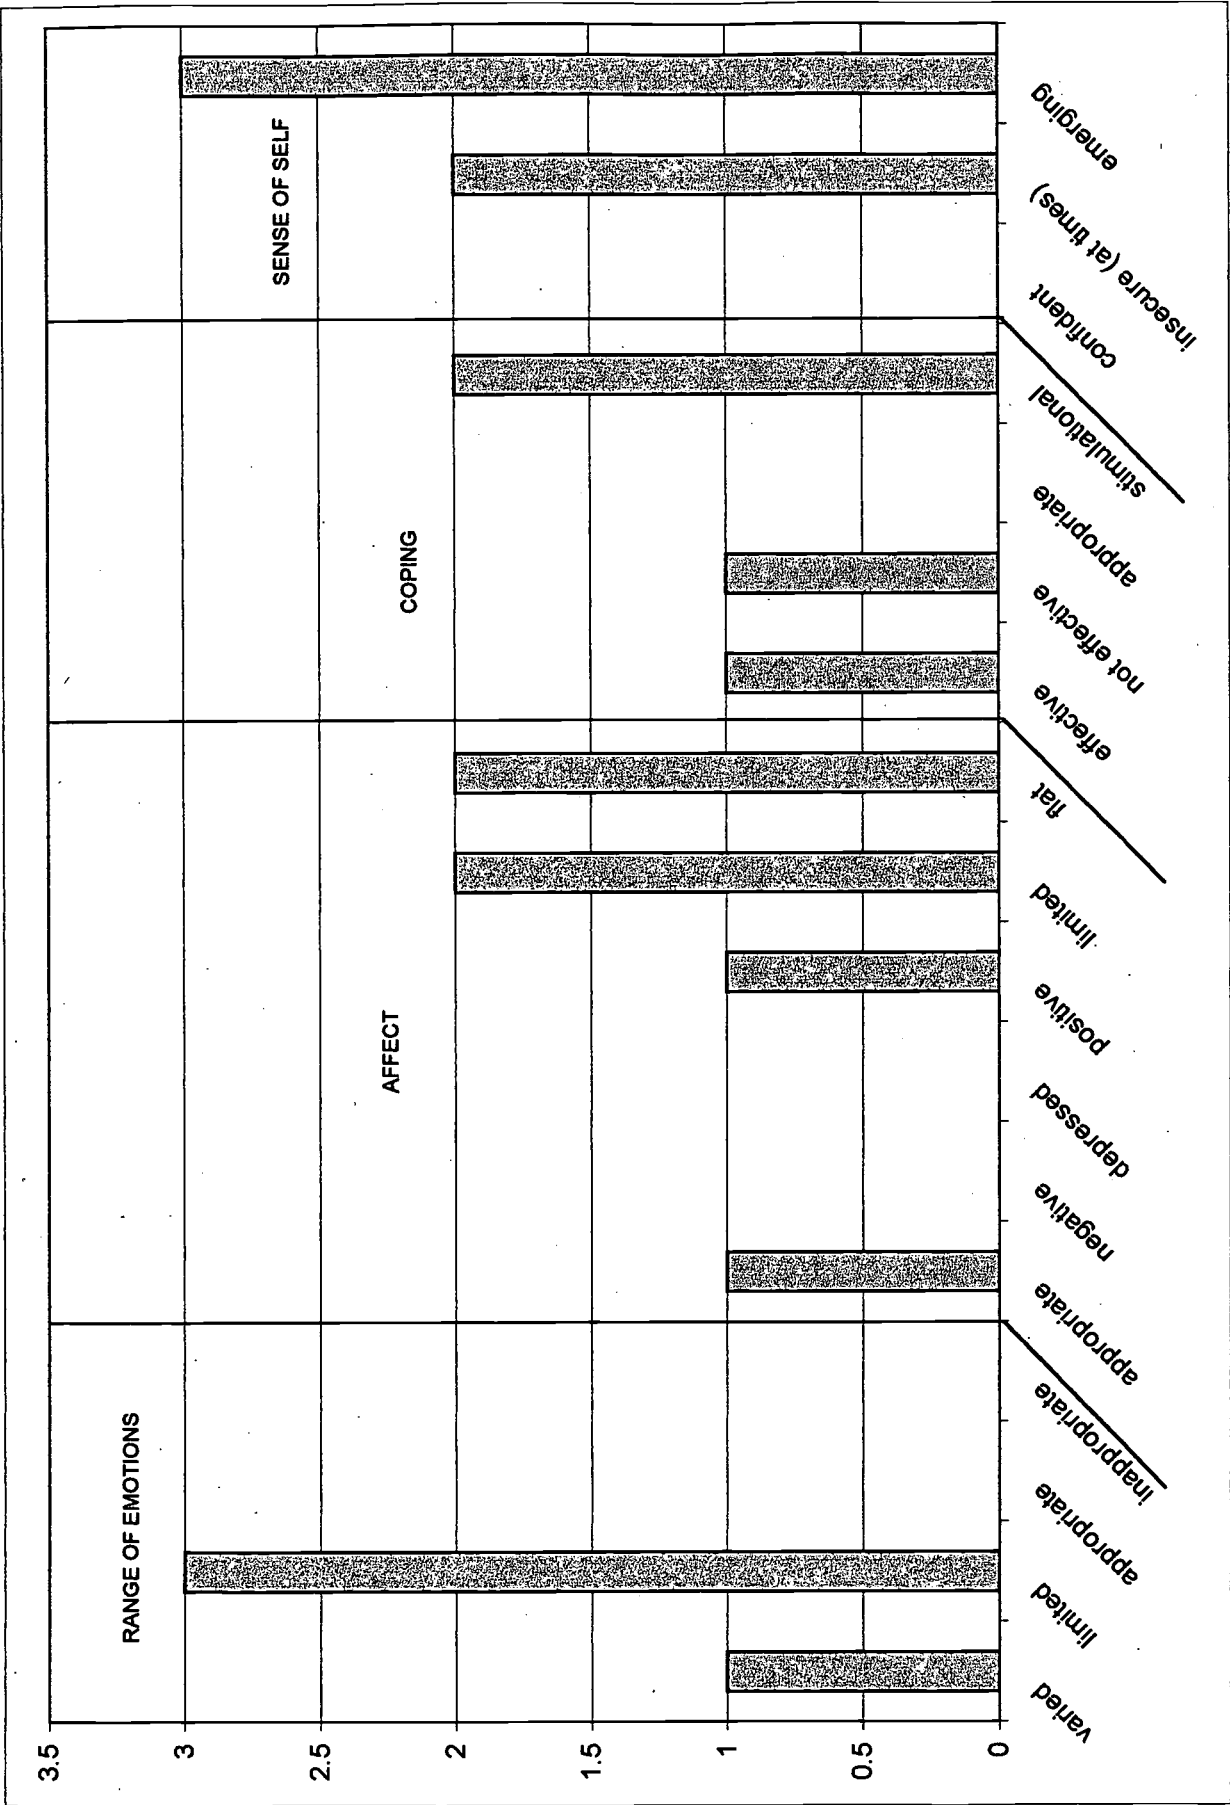 RANGE OF EMOTIONS
AFFECT
COPING
SENSE OF SELF
3.5
3
2.5
2
1.5
1
0.5
0
varied
limited
appropriate
inappropriate
appropriate
negative
depressed
positive
limited
flat
effective
not effective
appropriate
stimulational
confident
insecure (at times)
emerging